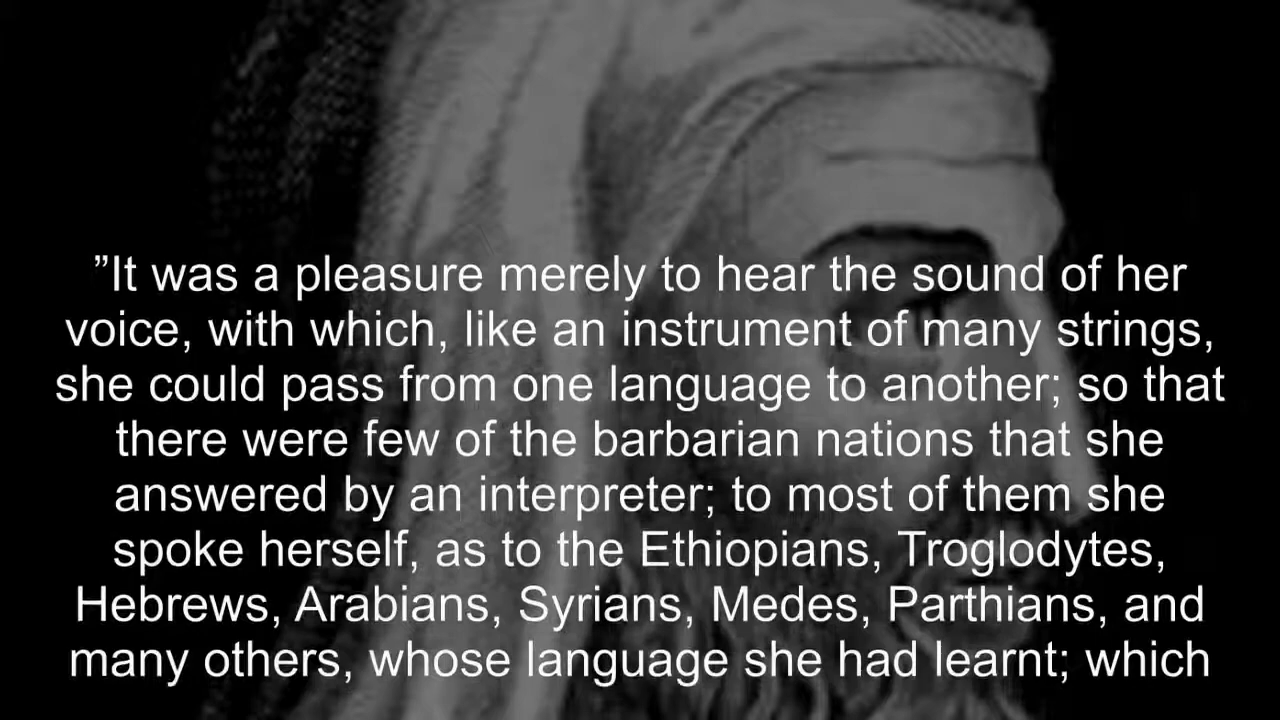 ”It was a pleasure merely to hear the sound of her
voice, with which, like an instrument of many strings,
she could pass from one language to another; so that
there were few of the barbarian nations that she
answered by an interpreter; to most of them she
spoke herself, as to the Ethiopians, Troglodytes,
Hebrews, Arabians, Syrians, Medes, Parthians, and
many others, whose language she had learnt; which